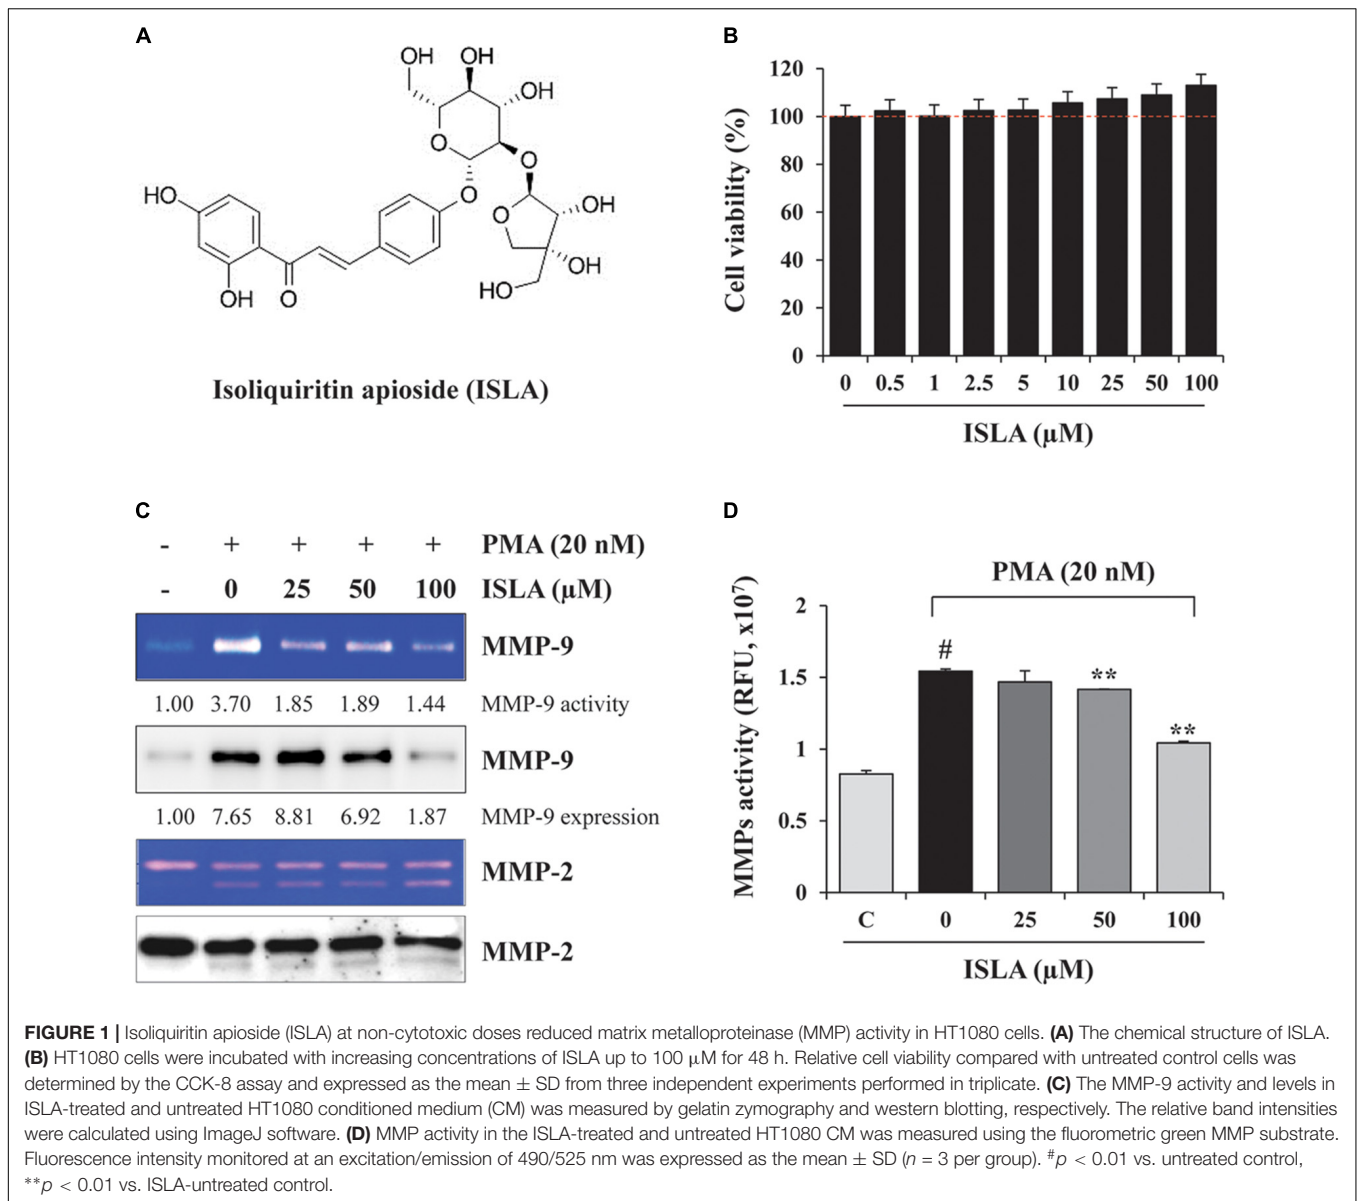 A
OH
OH
OH
O
O
O
HO
O
OH
OH
HO
OH
O
Isoliquiritin apioside (ISLA)
B
Cell viability (%)
120
100
80
60
40
20
0
0 0.5 1 2.5 5 10 25 50 100
ISLA (µM)
C
- + + + + PMA (20 nM)
- 0 25 50 100 ISLA (µM)
MMP-9
1.00 3.70 1.85 1.89 1.44 MMP-9 activity
MMP-9
1.00 7.65 8.81 6.92 1.87 MMP-9 expression
MMP-2
MMP-2
D
PMA (20 nM)
MMPs activity (RFU, x10⁷)
2
1.5
1
0.5
0
#
**
**
C 0 25 50 100
ISLA (µM)
FIGURE 1 | Isoliquiritin apioside (ISLA) at non-cytotoxic doses reduced matrix metalloproteinase (MMP) activity in HT1080 cells. (A) The chemical structure of ISLA.
(B) HT1080 cells were incubated with increasing concentrations of ISLA up to 100 µM for 48 h. Relative cell viability compared with untreated control cells was
determined by the CCK-8 assay and expressed as the mean ± SD from three independent experiments performed in triplicate. (C) The MMP-9 activity and levels in
ISLA-treated and untreated HT1080 conditioned medium (CM) was measured by gelatin zymography and western blotting, respectively. The relative band intensities
were calculated using ImageJ software. (D) MMP activity in the ISLA-treated and untreated HT1080 CM was measured using the fluorometric green MMP substrate.
Fluorescence intensity monitored at an excitation/emission of 490/525 nm was expressed as the mean ± SD (n = 3 per group). #p < 0.01 vs. untreated control,
**p < 0.01 vs. ISLA-untreated control.